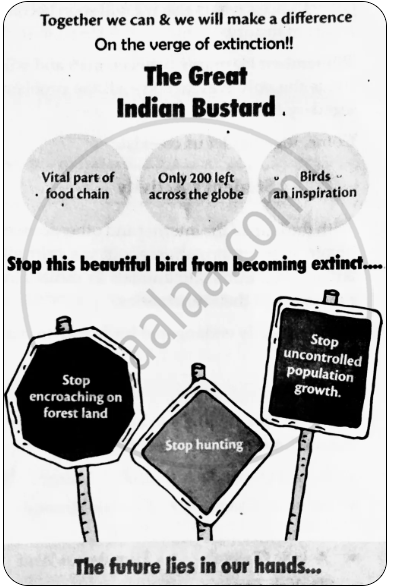 Together we can & we will make a difference
On the verge of extinction!!
The Great
Indian Bustard .
Vital part of
food chain
Only 200 left
across the globe
Birds
an inspiration
Stop this beautiful bird from becoming extinct....
Stop
encroaching on
forest land
Stop hunting
Stop
uncontrolled
population
growth.
The future lies in our hands...